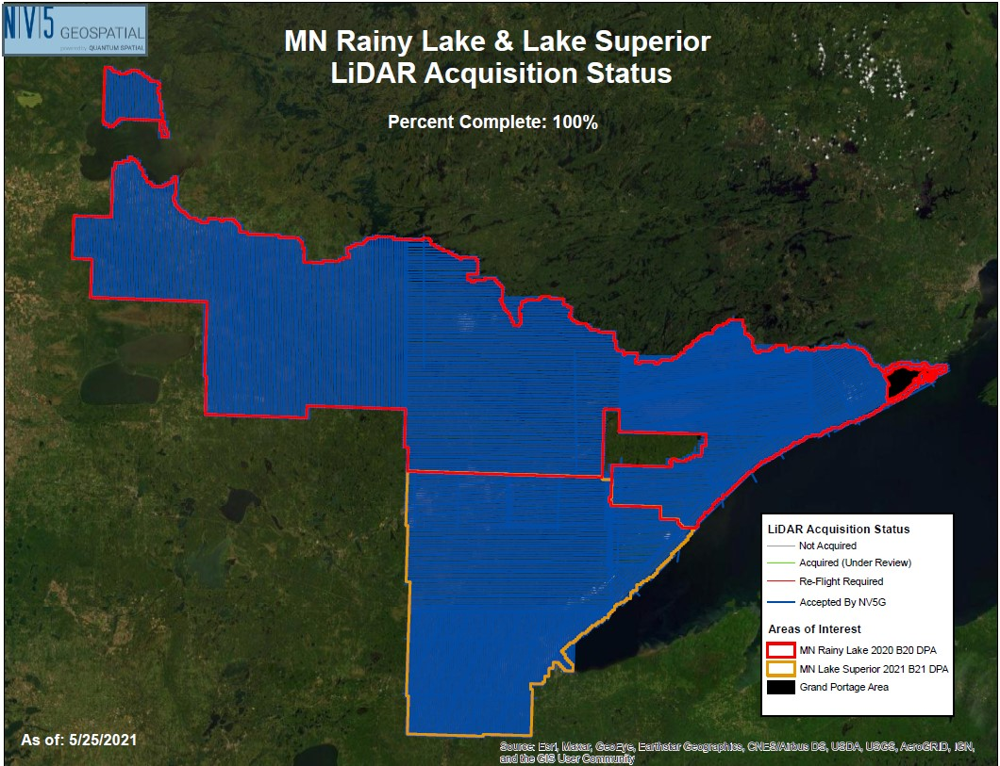 NV5 GEOSPATIAL
powered by QUANTUM SPATIAL
MN Rainy Lake & Lake Superior
LiDAR Acquisition Status
Percent Complete: 100%
LiDAR Acquisition Status
Not Acquired
Acquired (Under Review)
Re-Flight Required
Accepted By NV5G
Areas of Interest
MN Rainy Lake 2020 B20 DPA
MN Lake Superior 2021 B21 DPA
Grand Portage Area
As of: 5/25/2021
Source: Esri, Maxar, GeoEye, Earthstar Geographics, CNES/Airbus DS, USDA, USGS, AeroGRID, IGN,
and the GIS User Community